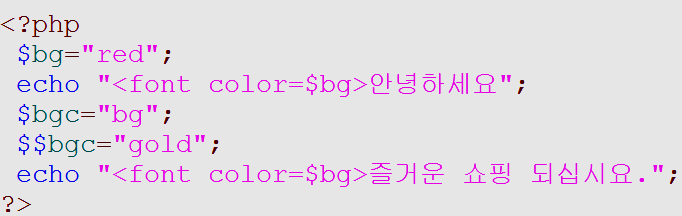 <?php
$bg="red";
echo "<font color=$bg>안녕하세요";
$bgc="bg";
$$bgc="gold";
echo "<font color=$bg>즐거운 쇼핑 되십시요.";
?>